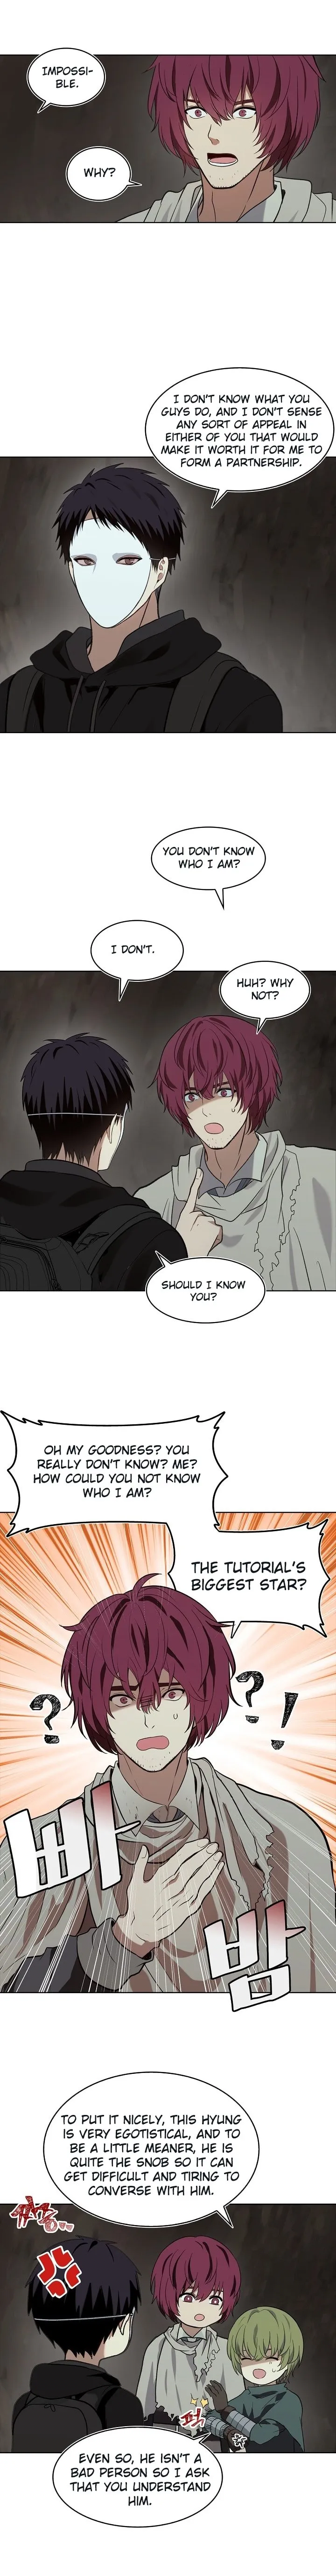 IMPOSSI-
BLE.
WHY?
I DON'T KNOW WHAT YOU
GUYS DO, AND I DON'T SENSE
ANY SORT OF APPEAL IN
EITHER OF YOU THAT WOULD
MAKE IT WORTH IT FOR ME TO
FORM A PARTNERSHIP.
YOU DON'T KNOW
WHO I AM?
I DON'T.
HUH? WHY
NOT?
SHOULD I KNOW
YOU?
OH MY GOODNESS? YOU
REALLY DON'T KNOW? ME?
HOW COULD YOU NOT KNOW
WHO I AM?
THE TUTORIAL'S
BIGGEST STAR?
?
?!
빠
밤
TO PUT IT NICELY, THIS HYUNG
IS VERY EGOTISTICAL, AND TO
BE A LITTLE MEANER, HE IS
QUITE THE SNOB SO IT CAN
GET DIFFICULT AND TIRING TO
CONVERSE WITH HIM.
퍽
EVEN SO, HE ISN'T A
BAD PERSON SO I ASK
THAT YOU UNDERSTAND
HIM.